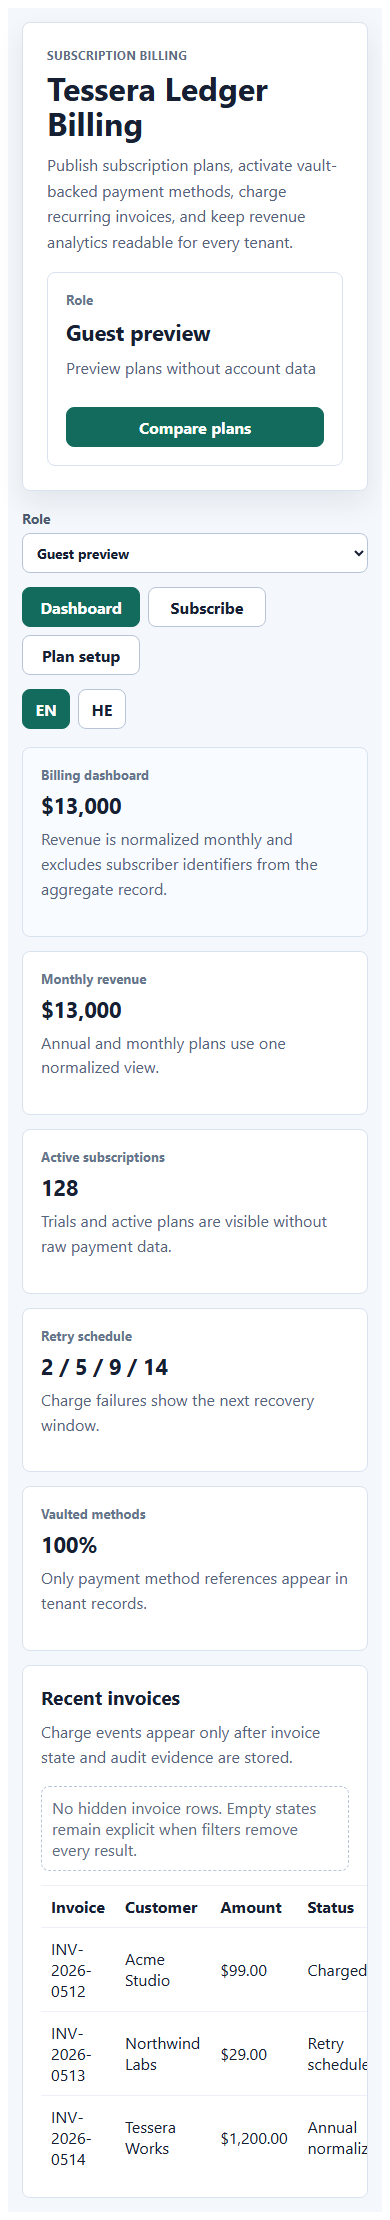 SUBSCRIPTION BILLING
Tessera Ledger
Billing
Publish subscription plans, activate vault-
backed payment methods, charge
recurring invoices, and keep revenue
analytics readable for every tenant.
Role
Guest preview
Preview plans without account data
Compare plans
Role
Guest preview
Dashboard
Subscribe
Plan setup
EN
HE
Billing dashboard
$13,000
Revenue is normalized monthly and
excludes subscriber identifiers from the
aggregate record.
Monthly revenue
$13,000
Annual and monthly plans use one
normalized view.
Active subscriptions
128
Trials and active plans are visible without
raw payment data.
Retry schedule
2 / 5 / 9 / 14
Charge failures show the next recovery
window.
Vaulted methods
100%
Only payment method references appear in
tenant records.
Recent invoices
Charge events appear only after invoice
state and audit evidence are stored.
No hidden invoice rows. Empty states
remain explicit when filters remove
every result.
Invoice Customer Amount Status
INV-2026-0512 Acme Studio $99.00 Charged
INV-2026-0513 Northwind Labs $29.00 Retry schedule
INV-2026-0514 Tessera Works $1,200.00 Annual normaliz